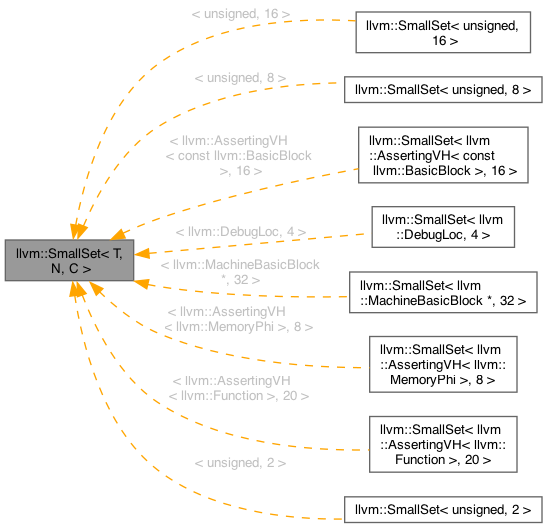 < unsigned, 16 >
llvm::SmallSet< unsigned,
16 >
< unsigned, 8 >
llvm::SmallSet< unsigned, 8 >
< llvm::AssertingVH
< const llvm::BasicBlock
>, 16 >
llvm::SmallSet< llvm
::AssertingVH< const
llvm::BasicBlock >, 16 >
< llvm::DebugLoc, 4 >
llvm::SmallSet< llvm
::DebugLoc, 4 >
llvm::SmallSet< T,
N, C >
< llvm::MachineBasicBlock
*, 32 >
llvm::SmallSet< llvm
::MachineBasicBlock *, 32 >
< llvm::AssertingVH
< llvm::MemoryPhi >, 8 >
llvm::SmallSet< llvm
::AssertingVH< llvm::
MemoryPhi >, 8 >
< llvm::AssertingVH
< llvm::Function >, 20 >
llvm::SmallSet< llvm
::AssertingVH< llvm::
Function >, 20 >
< unsigned, 2 >
llvm::SmallSet< unsigned, 2 >